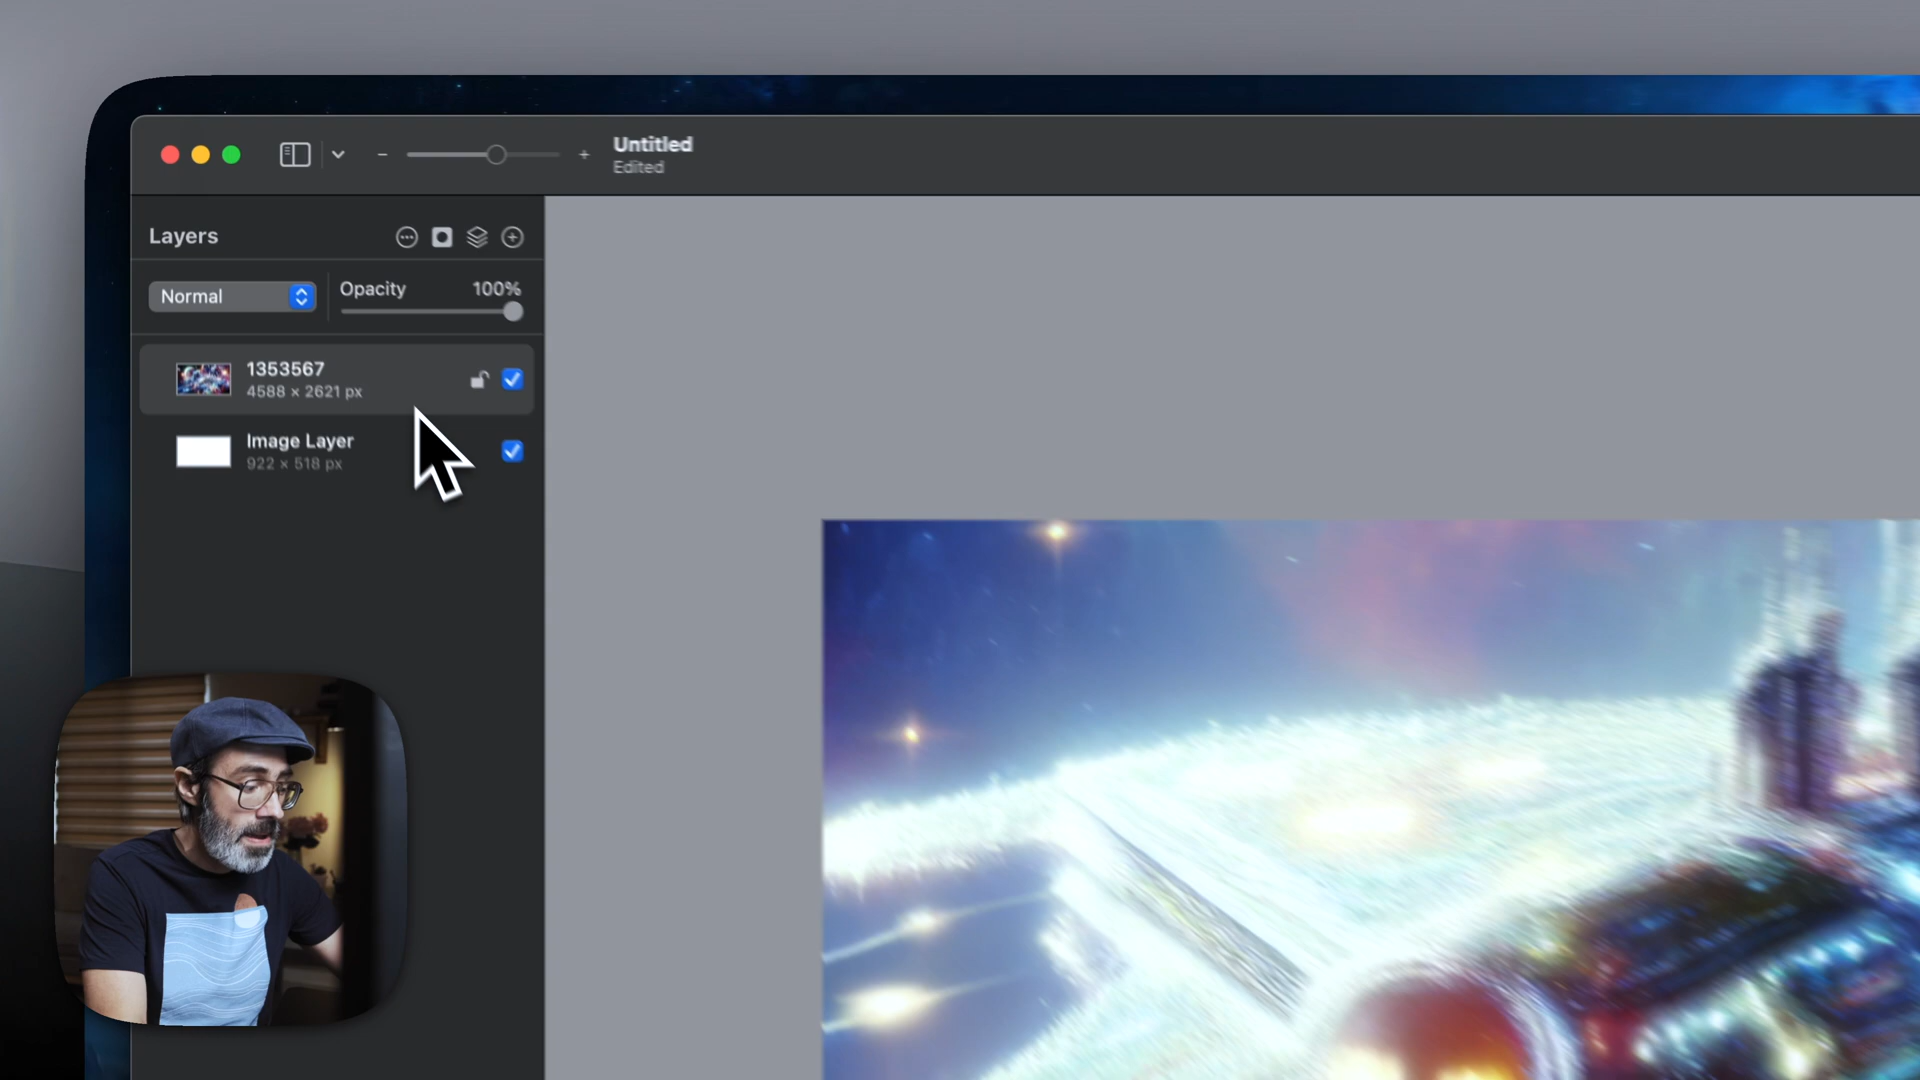 Untitled
Edited
Layers
Normal
Opacity 100%
1353567
4588 × 2621 px
Image Layer
922 × 518 px